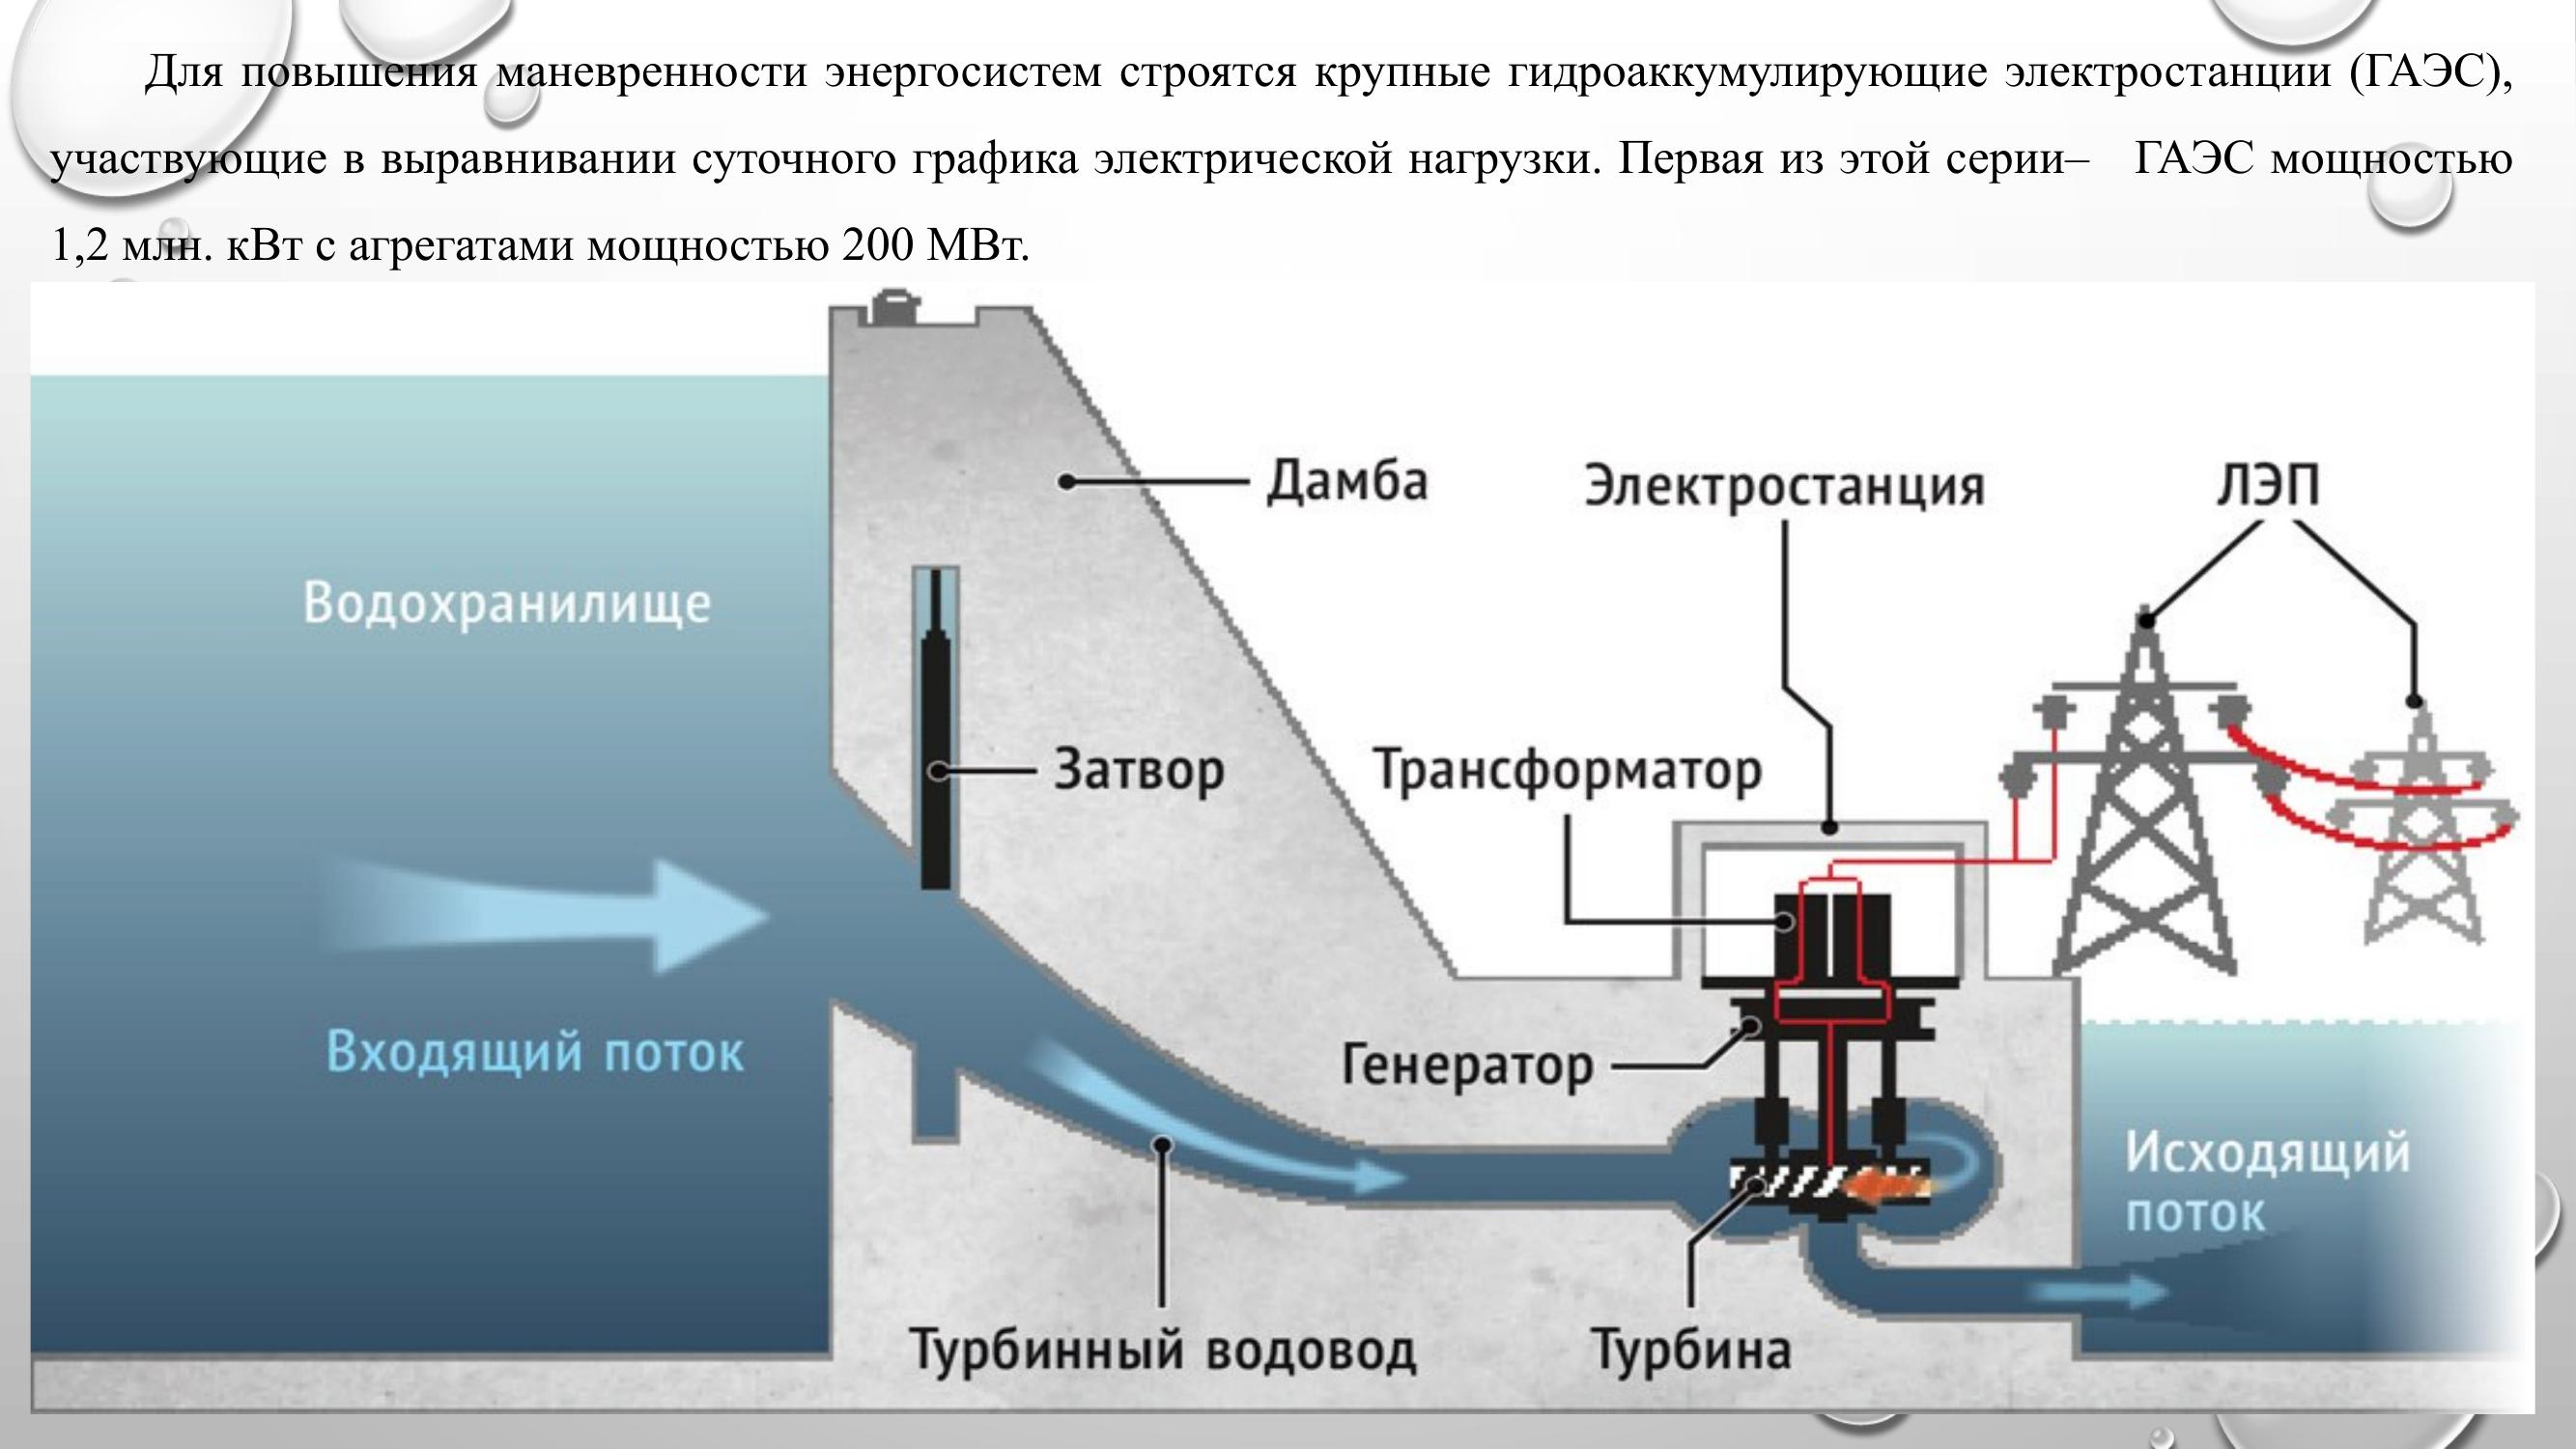 Для повышения маневренности энергосистем строятся крупные гидроаккумулирующие электростанции (ГАЭС),
участвующие в выравнивании суточного графика электрической нагрузки. Первая из этой серии– ГАЭС мощностью
1,2 млн. кВт с агрегатами мощностью 200 МВт.
Дамба
Электростанция
ЛЭП
Водохранилище
Затвор
Трансформатор
Входящий поток
Генератор
Исходящий
поток
Турбинный водовод
Турбина